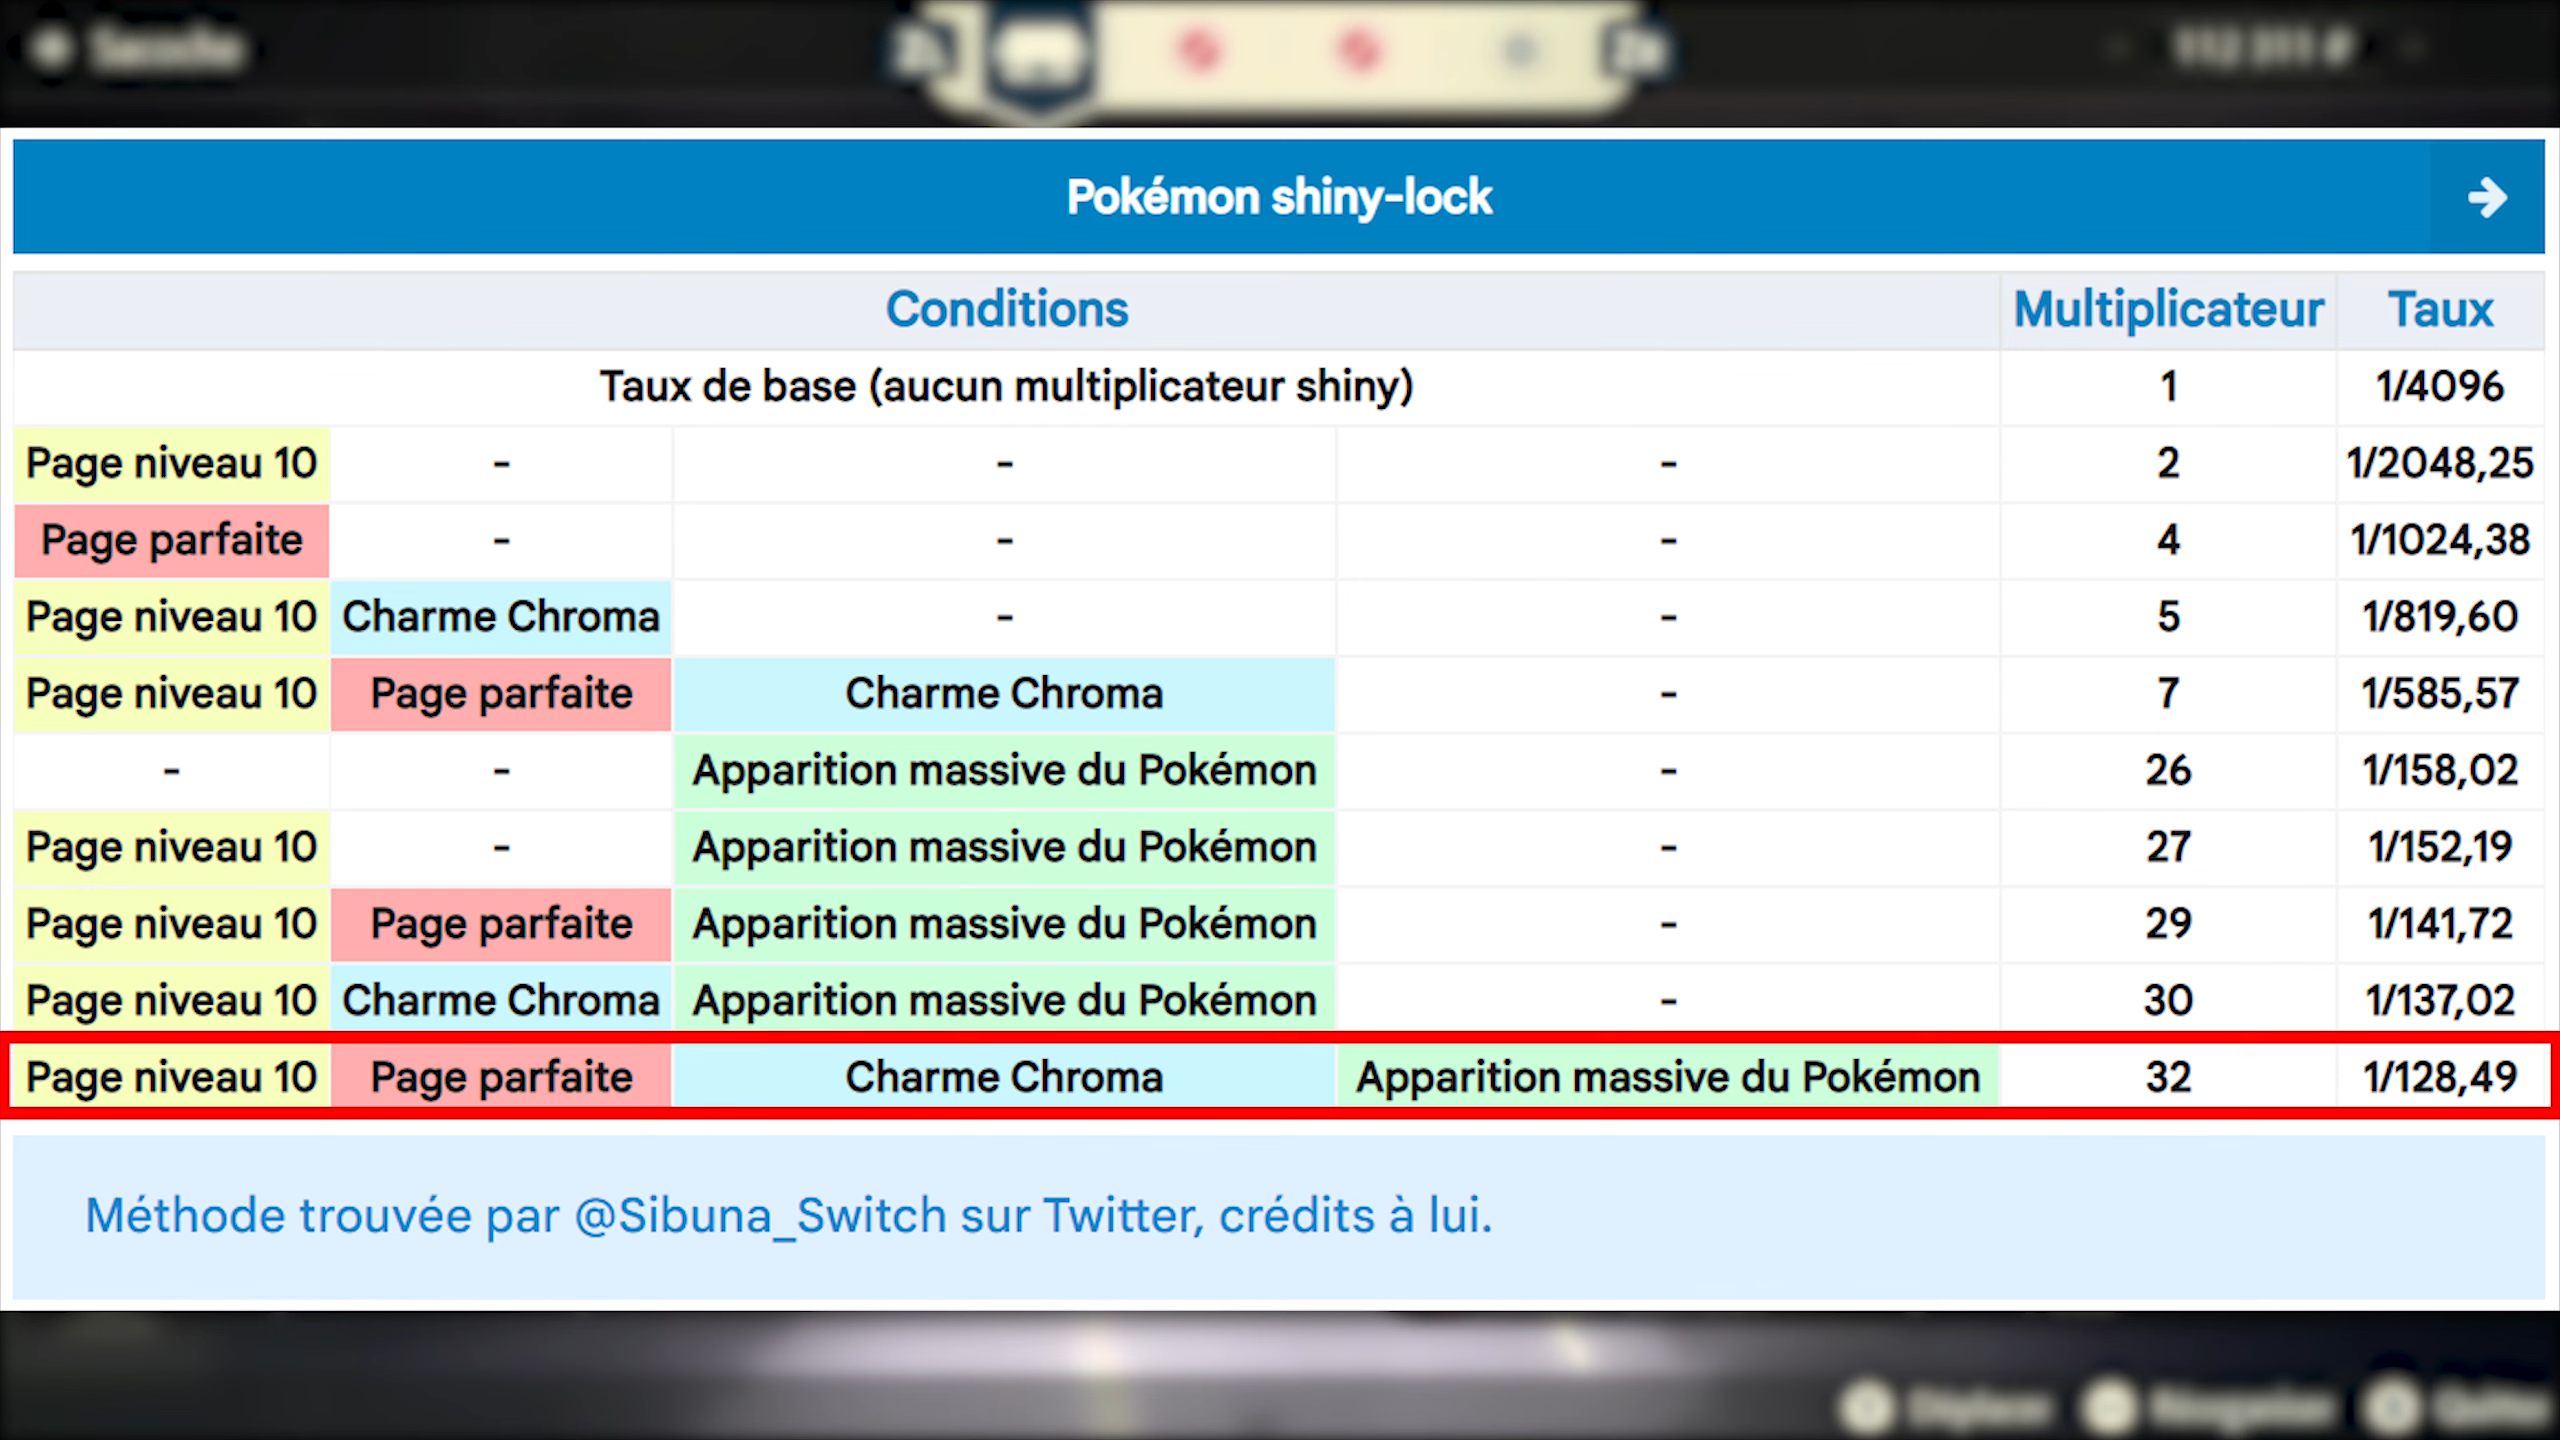 Sacoche
Pokémon shiny-lock
Conditions Multiplicateur Taux
Taux de base (aucun multiplicateur shiny) 1 1/4096
Page niveau 10 - - - 2 1/2048,25
Page parfaite - - - 4 1/1024,38
Page niveau 10 Charme Chroma - - 5 1/819,60
Page niveau 10 Page parfaite Charme Chroma - 7 1/585,57
- - Apparition massive du Pokémon - 26 1/158,02
Page niveau 10 - Apparition massive du Pokémon - 27 1/152,19
Page niveau 10 Page parfaite Apparition massive du Pokémon - 29 1/141,72
Page niveau 10 Charme Chroma Apparition massive du Pokémon - 30 1/137,02
Page niveau 10 Page parfaite Charme Chroma Apparition massive du Pokémon 32 1/128,49
Méthode trouvée par @Sibuna_Switch sur Twitter, crédits à lui.
Déplacer Réorganiser Quitter